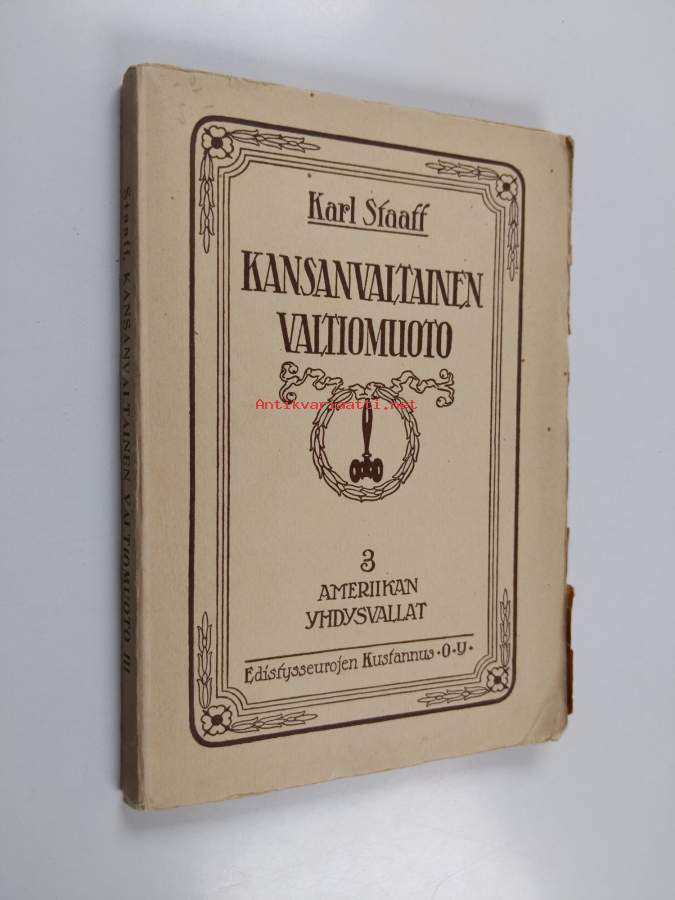 Karl Staaff
KANSANVALTAINEN
VALTIOMUOTO
Antikvariaatti.net
3
AMERIIKAN
YHDYSVALLAT
Edistysseurojen Kustannus·O·Y·
Staaff, KANSANVALTAINEN VALTIOMUOTO III